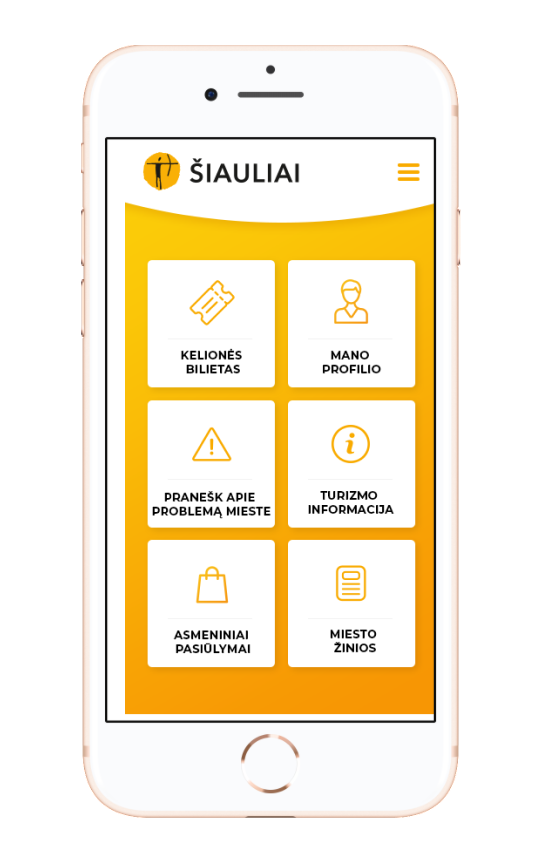 ŠIAULIAI
KELIONĖS
BILIETAS
MANO
PROFILIO
PRANEŠK APIE
PROBLEMĄ MIESTE
TURIZMO
INFORMACIJA
ASMENINIAI
PASIŪLYMAI
MIESTO
ŽINIOS